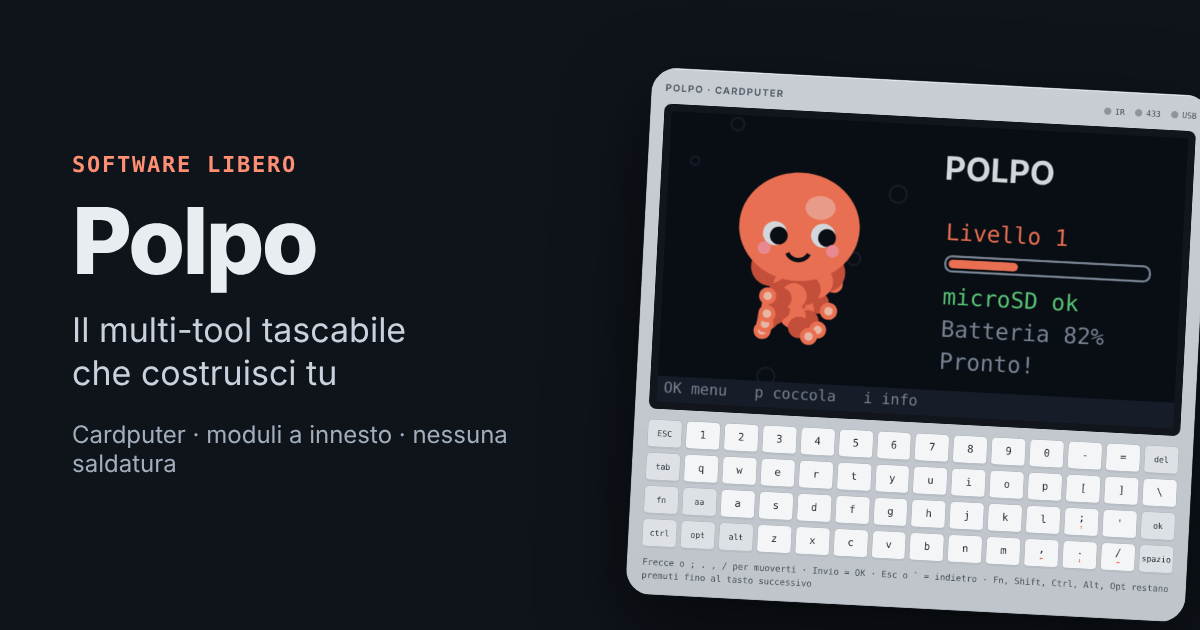 SOFTWARE LIBERO
Polpo
Il multi-tool tascabile
che costruisci tu
Cardputer · moduli a innesto · nessuna
saldatura
POLPO · CARDPUTER
IR 433 USB
POLPO
Livello 1
microSD ok
Batteria 82%
Pronto!
OK menu p coccola i info
ESC 1 2 3 4 5 6 7 8 9 0 - = del
tab q w e r t y u i o p [ ] \
fn aa a s d f g h j k l ; ' ok
ctrl opt alt z x c v b n m , . / spazio
Frecce o ; . , / per muoverti · Invio = OK · Esc o ` = indietro · Fn, Shift, Ctrl, Alt, Opt restano
premuti fino al tasto successivo